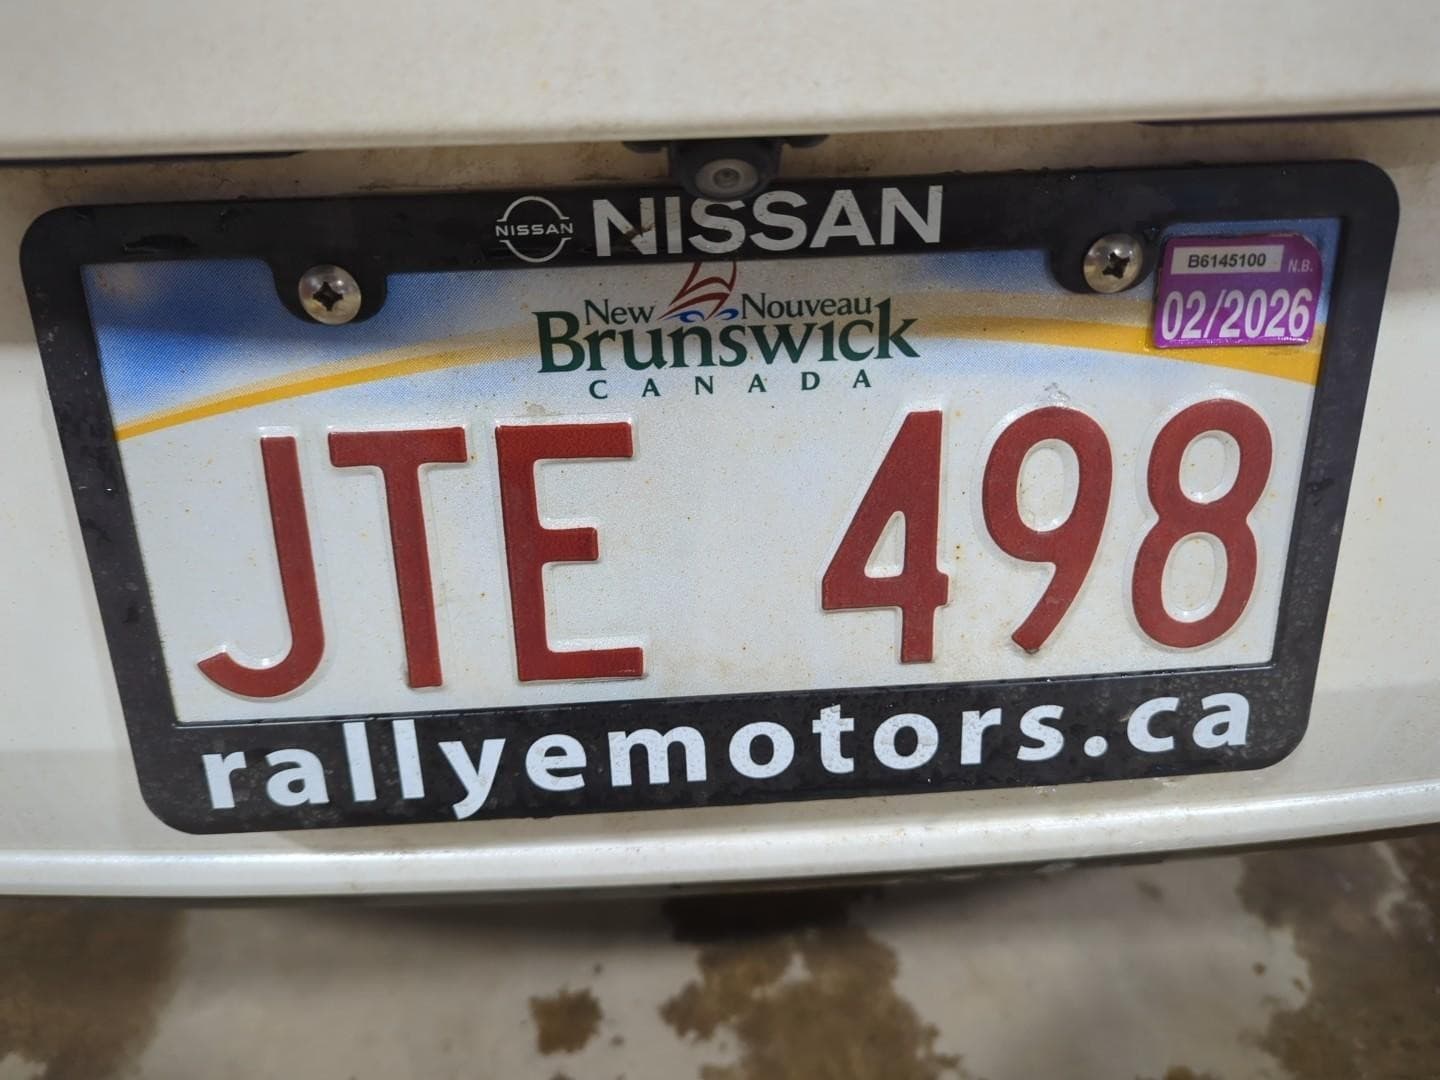 NISSAN NISSAN
B6145100 N.B.
02/2026
New Nouveau
Brunswick
CANADA
JTE 498
rallyemotors.ca